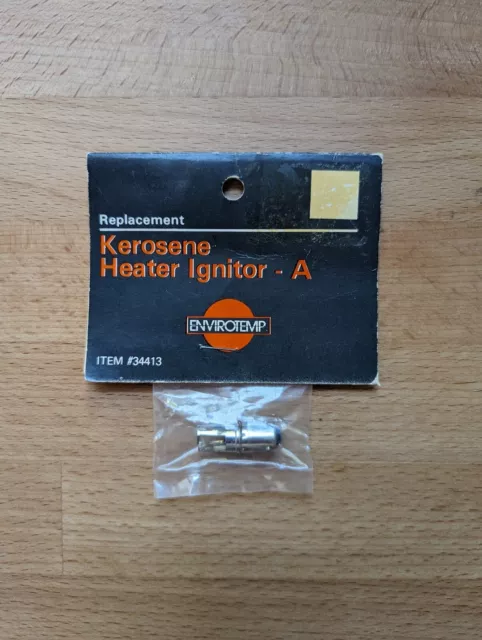 Replacement
Kerosene
Heater Ignitor - A
ENVIROTEMP
ITEM #34413